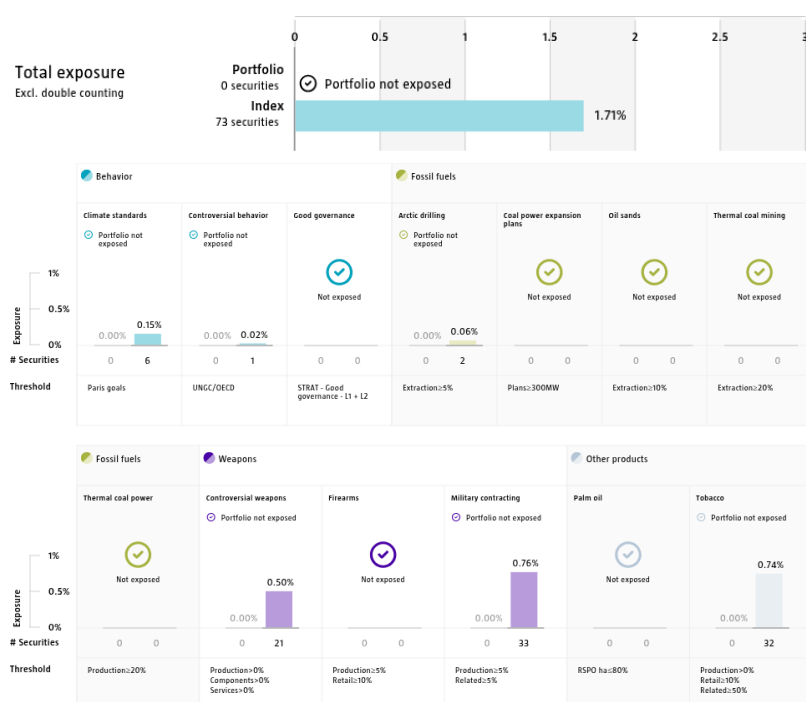 0 0.5 1 1.5 2 2.5 3
Total exposure
Excl. double counting
Portfolio
0 securities
Portfolio not exposed
Index
73 securities
1.71%
Behavior
Fossil fuels
Climate standards
Controversial behavior
Good governance
Arctic drilling
Coal power expansion
plans
Oil sands
Thermal coal mining
Portfolio not
exposed
Portfolio not
exposed
Portfolio not
exposed
Not exposed
Not exposed
Not exposed
Not exposed
Exposure
1%
0.5%
0%
0.00% 0.15%
0.00% 0.02%
0.00% 0.06%
# Securities
0 6
0 1
0 0
0 2
0 0
0 0
0 0
Threshold
Paris goals
UNGC/OECD
STRAT - Good
governance - L1 + L2
Extraction≥5%
Plans≥300MW
Extraction≥10%
Extraction≥20%
Fossil fuels
Weapons
Other products
Thermal coal power
Controversial weapons
Firearms
Military contracting
Palm oil
Tobacco
Portfolio not exposed
Portfolio not exposed
Portfolio not exposed
Not exposed
Not exposed
Not exposed
Exposure
1%
0.5%
0%
0.00% 0.50%
0.00% 0.76%
0.00% 0.74%
# Securities
0 0
0 21
0 0
0 33
0 0
0 32
Threshold
Production≥20%
Production>0%
Components>0%
Services>0%
Production≥5%
Retail≥10%
Production≥5%
Related≥5%
RSPO ha≤80%
Production>0%
Retail≥10%
Related≥50%